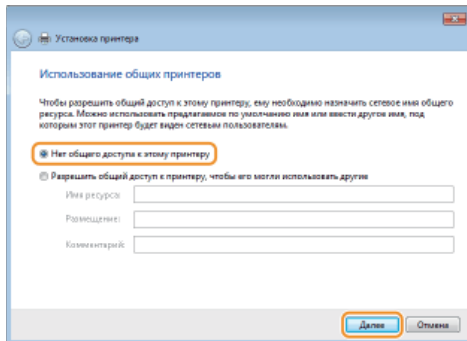 Установка принтера
Использование общих принтеров
Чтобы разрешить общий доступ к этому принтеру, ему необходимо назначить сетевое имя общего
ресурса. Можно использовать предлагаемое по умолчанию имя или ввести другое имя, под
которым этот принтер будет виден сетевым пользователям.
Нет общего доступа к этому принтеру
Разрешить общий доступ к принтеру, чтобы его могли использовать другие
Имя ресурса:
Размещение:
Комментарий:
Далее Отмена